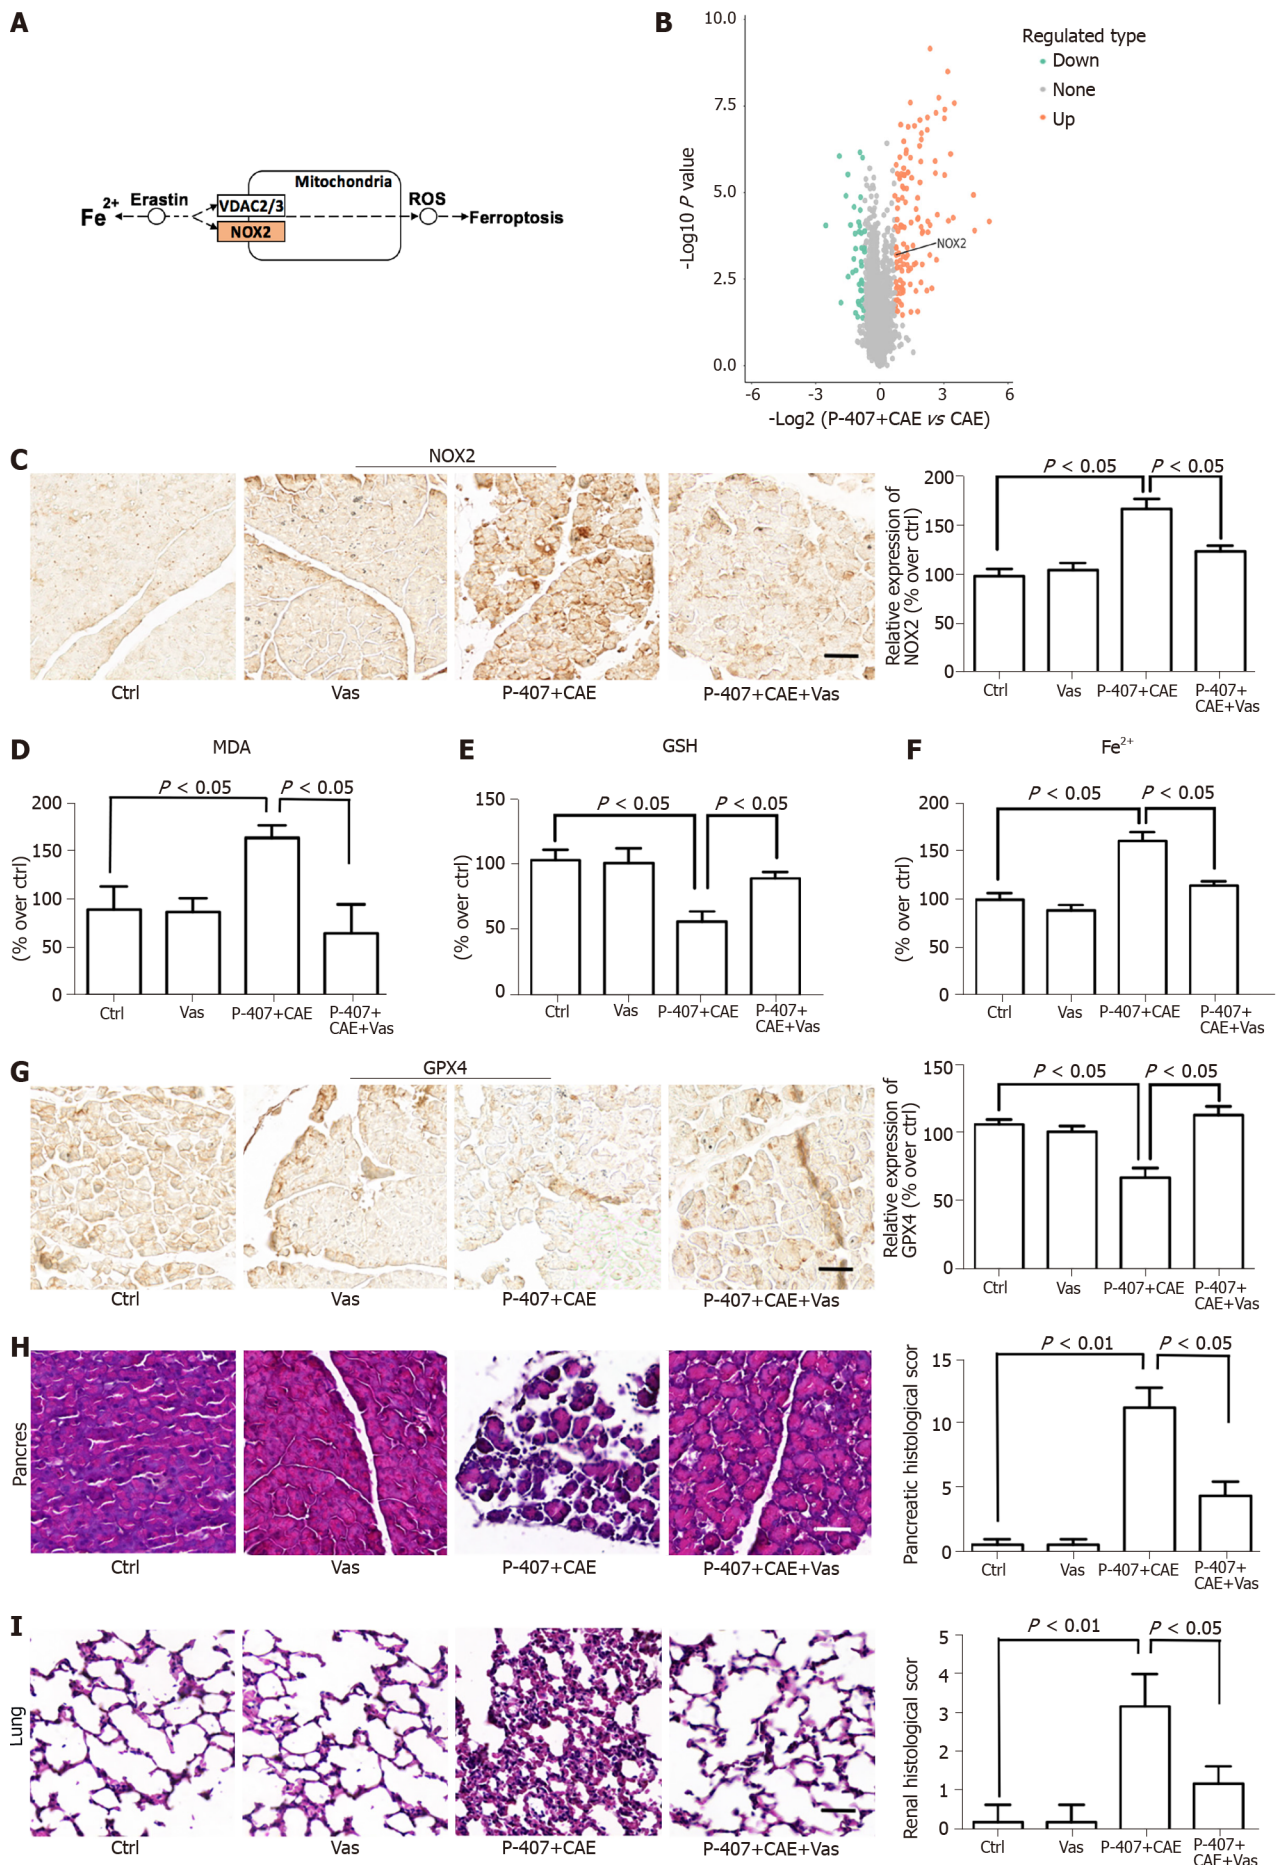 A
Fe2+
Erastin
VDAC2/3
NOX2
Mitochondria
ROS
Ferroptosis
B
10.0
7.5
5.0
2.5
0.0
-Log10 P value
-6
-3
0
3
6
-Log2 (P-407+CAE vs CAE)
NOX2
Regulated type
Down
None
Up
C
NOX2
Ctrl
Vas
P-407+CAE
P-407+CAE+Vas
Relative expression of
NOX2 (% over ctrl)
200
150
100
50
0
P < 0.05
P < 0.05
Ctrl
Vas
P-407+CAE
P-407+
CAE+Vas
D
MDA
(% over ctrl)
200
150
100
50
0
P < 0.05
P < 0.05
Ctrl
Vas
P-407+CAE
P-407+
CAE+Vas
E
GSH
(% over ctrl)
150
100
50
0
P < 0.05
P < 0.05
Ctrl
Vas
P-407+CAE
P-407+
CAE+Vas
F
Fe2+
(% over ctrl)
200
150
100
50
0
P < 0.05
P < 0.05
Ctrl
Vas
P-407+CAE
P-407+
CAE+Vas
G
GPX4
Ctrl
Vas
P-407+CAE
P-407+CAE+Vas
Relative expression of
GPX4 (% over ctrl)
150
100
50
0
P < 0.05
P < 0.05
Ctrl
Vas
P-407+CAE
P-407+
CAE+Vas
H
Pancres
Ctrl
Vas
P-407+CAE
P-407+CAE+Vas
Pancreatic histological scor
15
10
5
0
P < 0.01
P < 0.05
Ctrl
Vas
P-407+CAE
P-407+
CAE+Vas
I
Lung
Ctrl
Vas
P-407+CAE
P-407+CAE+Vas
Renal histological scor
5
4
3
2
1
0
P < 0.01
P < 0.05
Ctrl
Vas
P-407+CAE
P-407+
CAE+Vas